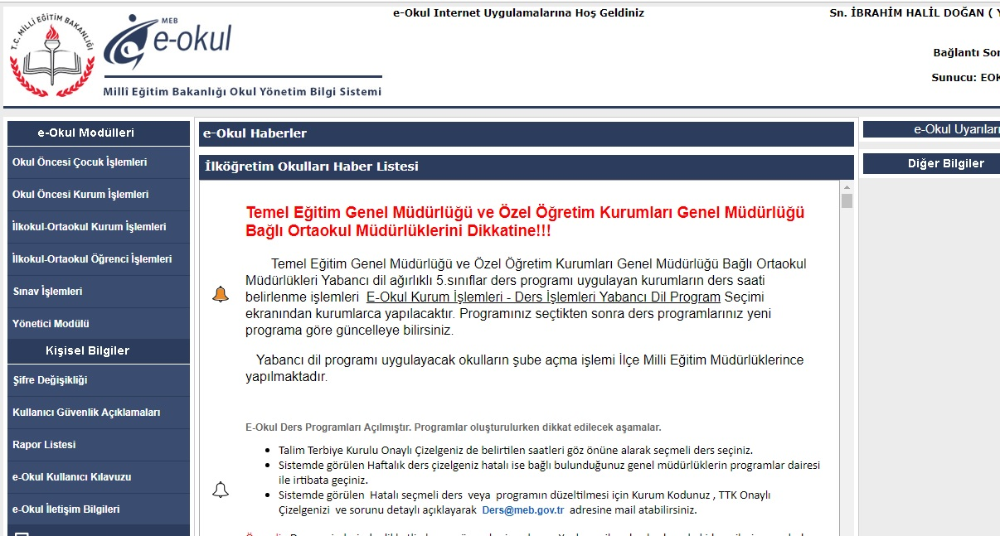 T.C. MİLLÎ EĞİTİM BAKANLIĞI
MEB
e-okul
Millî Eğitim Bakanlığı Okul Yönetim Bilgi Sistemi
e-Okul Internet Uygulamalarına Hoş Geldiniz
Sn. İBRAHİM HALİL DOĞAN (
Bağlantı
Sunucu:
e-Okul Modülleri
Okul Öncesi Çocuk İşlemleri
Okul Öncesi Kurum İşlemleri
İlkokul-Ortaokul Kurum İşlemleri
İlkokul-Ortaokul Öğrenci İşlemleri
Sınav İşlemleri
Yönetici Modülü
Kişisel Bilgiler
Şifre Değişikliği
Kullanıcı Güvenlik Açıklamaları
Rapor Listesi
e-Okul Kullanıcı Kılavuzu
e-Okul İletişim Bilgileri
e-Okul Haberler
İlköğretim Okulları Haber Listesi
Temel Eğitim Genel Müdürlüğü ve Özel Öğretim Kurumları Genel Müdürlüğü
Bağlı Ortaokul Müdürlüklerini Dikkatine!!!
Temel Eğitim Genel Müdürlüğü ve Özel Öğretim Kurumları Genel Müdürlüğü Bağlı Ortaokul
Müdürlükleri Yabancı dil ağırlıklı 5.sınıflar ders programı uygulayan kurumların ders saati
belirlenme işlemleri E-Okul Kurum İşlemleri - Ders İşlemleri Yabancı Dil Program Seçimi
ekranından kurumlarca yapılacaktır. Programınız seçtikten sonra ders programlarınız yeni
programa göre güncelleye bilirsiniz.
Yabancı dil programı uygulayacak okulların şube açma işlemi İlçe Milli Eğitim Müdürlüklerince
yapılmaktadır.
E-Okul Ders Programları Açılmıştır. Programlar oluşturulurken dikkat edilecek aşamalar.
• Talim Terbiye Kurulu Onaylı Çizelgeniz de belirtilen saatleri göz önüne alarak seçmeli ders seçiniz.
• Sistemde görülen Haftalık ders çizelgeniz hatalı ise bağlı bulunduğunuz genel müdürlüklerin programlar dairesi
ile irtibata geçiniz.
• Sistemde görülen Hatalı seçmeli ders veya programın düzeltilmesi için Kurum Kodunuz , TTK Onaylı
Çizelgenizi ve sorunu detaylı açıklayarak Ders@meb.gov.tr adresine mail atabilirsiniz.
e-Okul Uyarıları
Diğer Bilgiler